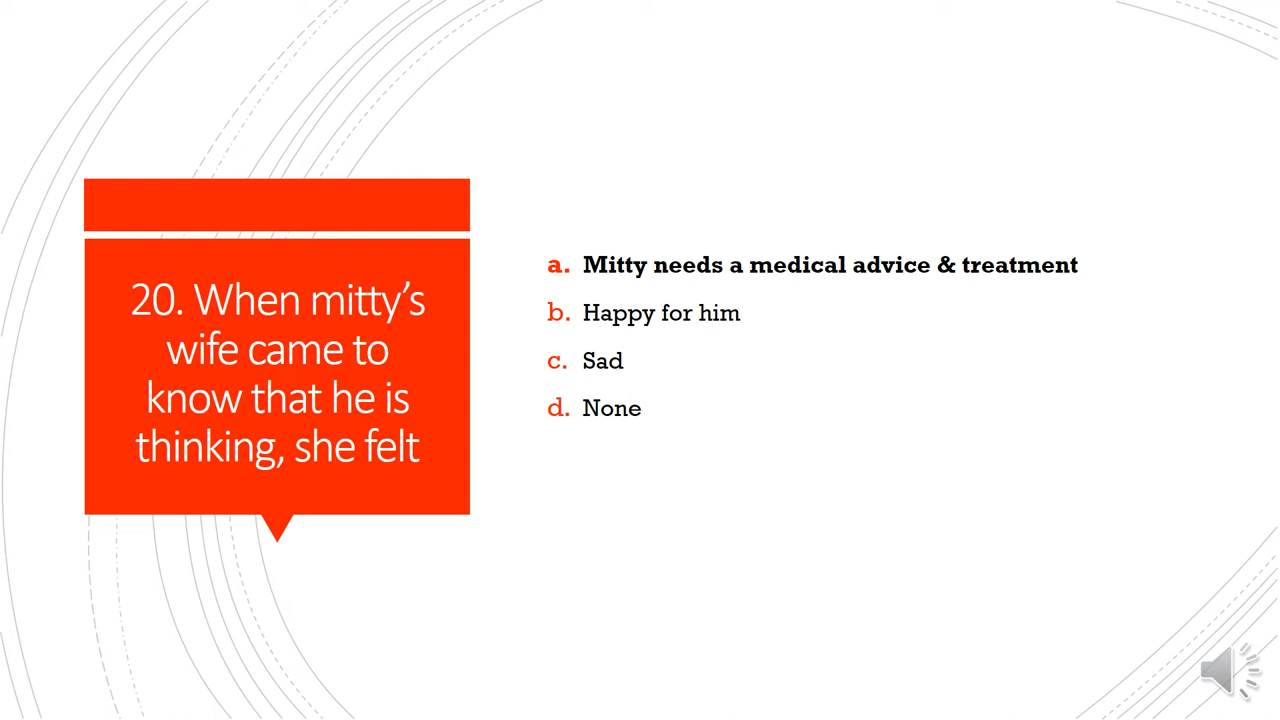 20. When mitty’s
wife came to
know that he is
thinking, she felt
a. Mitty needs a medical advice & treatment
b. Happy for him
c. Sad
d. None